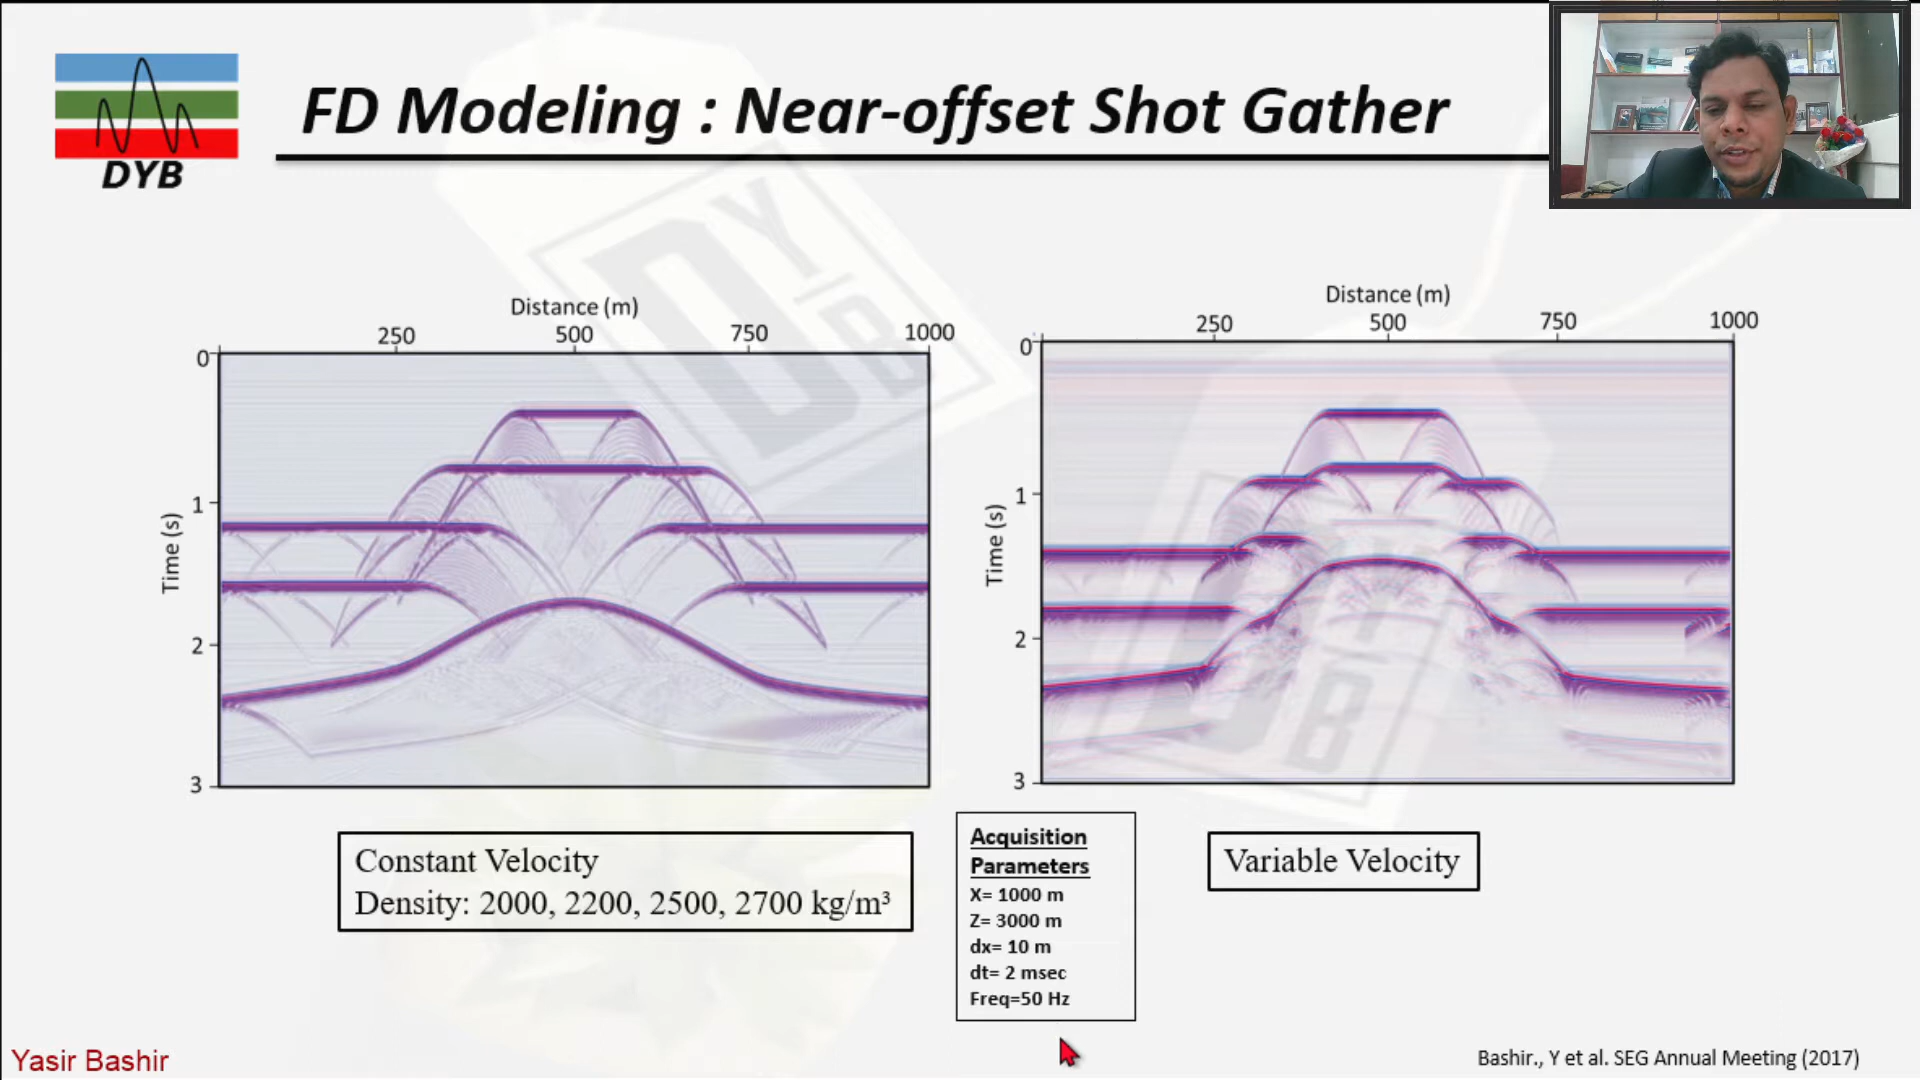 DYB
FD Modeling : Near-offset Shot Gather
Distance (m)
250 500 750 1000
0
1
2
3
Time (s)
Distance (m)
250 500 750 1000
0
1
2
3
Time (s)
Constant Velocity
Density: 2000, 2200, 2500, 2700 kg/m³
Acquisition
Parameters
X= 1000 m
Z= 3000 m
dx= 10 m
dt= 2 msec
Freq=50 Hz
Variable Velocity
Yasir Bashir
Bashir., Y et al. SEG Annual Meeting (2017)